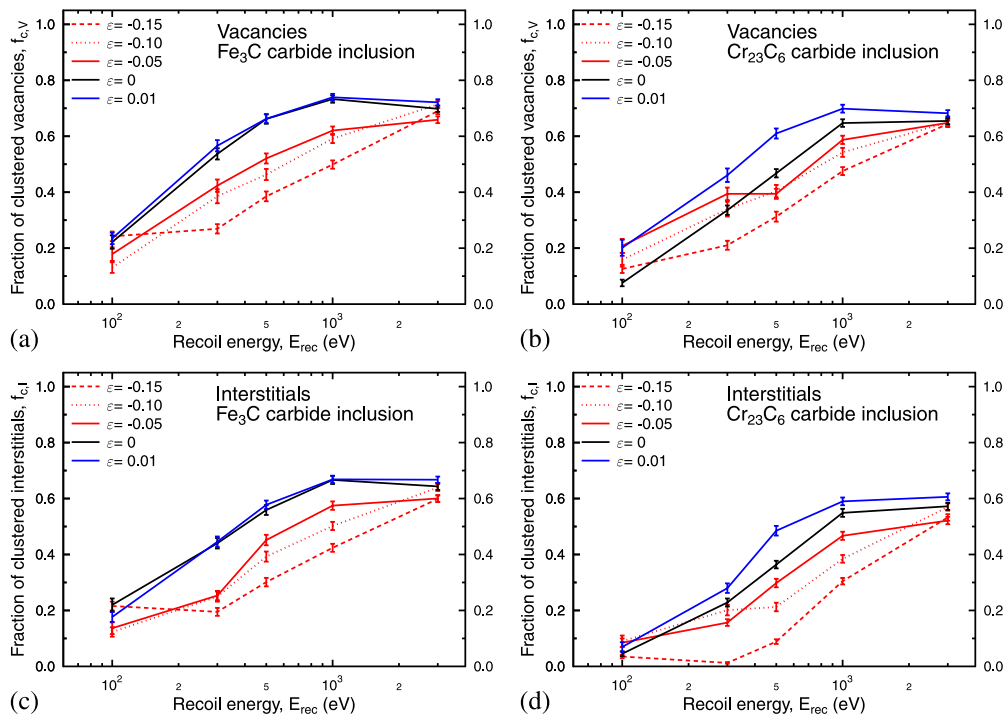 Fraction of clustered vacancies, f_c,V
1.0
0.8
0.6
0.4
0.2
0.0
ε= -0.15
ε= -0.10
ε= -0.05
ε= 0
ε= 0.01
Vacancies
Fe₃C carbide inclusion
1.0
0.8
0.6
0.4
0.2
0.0
10² 2 5 10³ 2
Recoil energy, E_rec (eV)
(a)
Fraction of clustered vacancies, f_c,V
1.0
0.8
0.6
0.4
0.2
0.0
ε= -0.15
ε= -0.10
ε= -0.05
ε= 0
ε= 0.01
Vacancies
Cr₂₃C₆ carbide inclusion
1.0
0.8
0.6
0.4
0.2
0.0
10² 2 5 10³ 2
Recoil energy, E_rec (eV)
(b)
Fraction of clustered interstitials, f_c,I
1.0
0.8
0.6
0.4
0.2
0.0
ε= -0.15
ε= -0.10
ε= -0.05
ε= 0
ε= 0.01
Interstitials
Fe₃C carbide inclusion
1.0
0.8
0.6
0.4
0.2
0.0
10² 2 5 10³ 2
Recoil energy, E_rec (eV)
(c)
Fraction of clustered interstitials, f_c,I
1.0
0.8
0.6
0.4
0.2
0.0
ε= -0.15
ε= -0.10
ε= -0.05
ε= 0
ε= 0.01
Interstitials
Cr₂₃C₆ carbide inclusion
1.0
0.8
0.6
0.4
0.2
0.0
10² 2 5 10³ 2
Recoil energy, E_rec (eV)
(d)